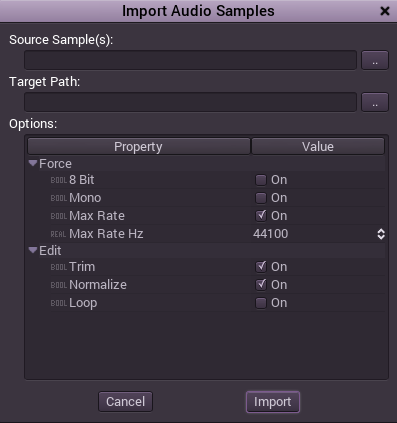 Import Audio Samples
Source Sample(s):
..
Target Path:
..
Options:
Property Value
Force
BOOL 8 Bit On
BOOL Mono On
BOOL Max Rate On
REAL Max Rate Hz 44100
Edit
BOOL Trim On
BOOL Normalize On
BOOL Loop On
Cancel Import